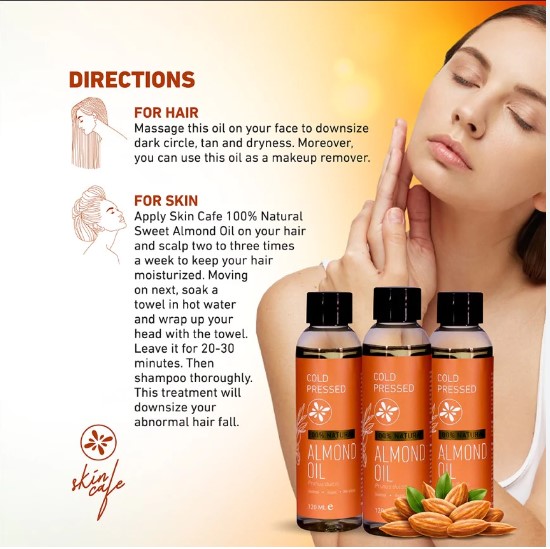 DIRECTIONS
FOR HAIR
Massage this oil on your face to downsize
dark circle, tan and dryness. Moreover,
you can use this oil as a makeup remover.
FOR SKIN
Apply Skin Cafe 100% Natural
Sweet Almond Oil on your hair
and scalp two to three times
a week to keep your hair
moisturized. Moving
on next, soak a
towel in hot water
and wrap up your
head with the towel.
Leave it for 20-30
minutes. Then
shampoo thoroughly.
This treatment will
downsize your
abnormal hair fall.
skin
cafe
COLD
PRESSED
100% NATURAL
ALMOND
OIL
120 ML e
COLD
PRESSED
100% NATURAL
ALMOND
OIL
COLD
PRESSED
ALMOND
OIL